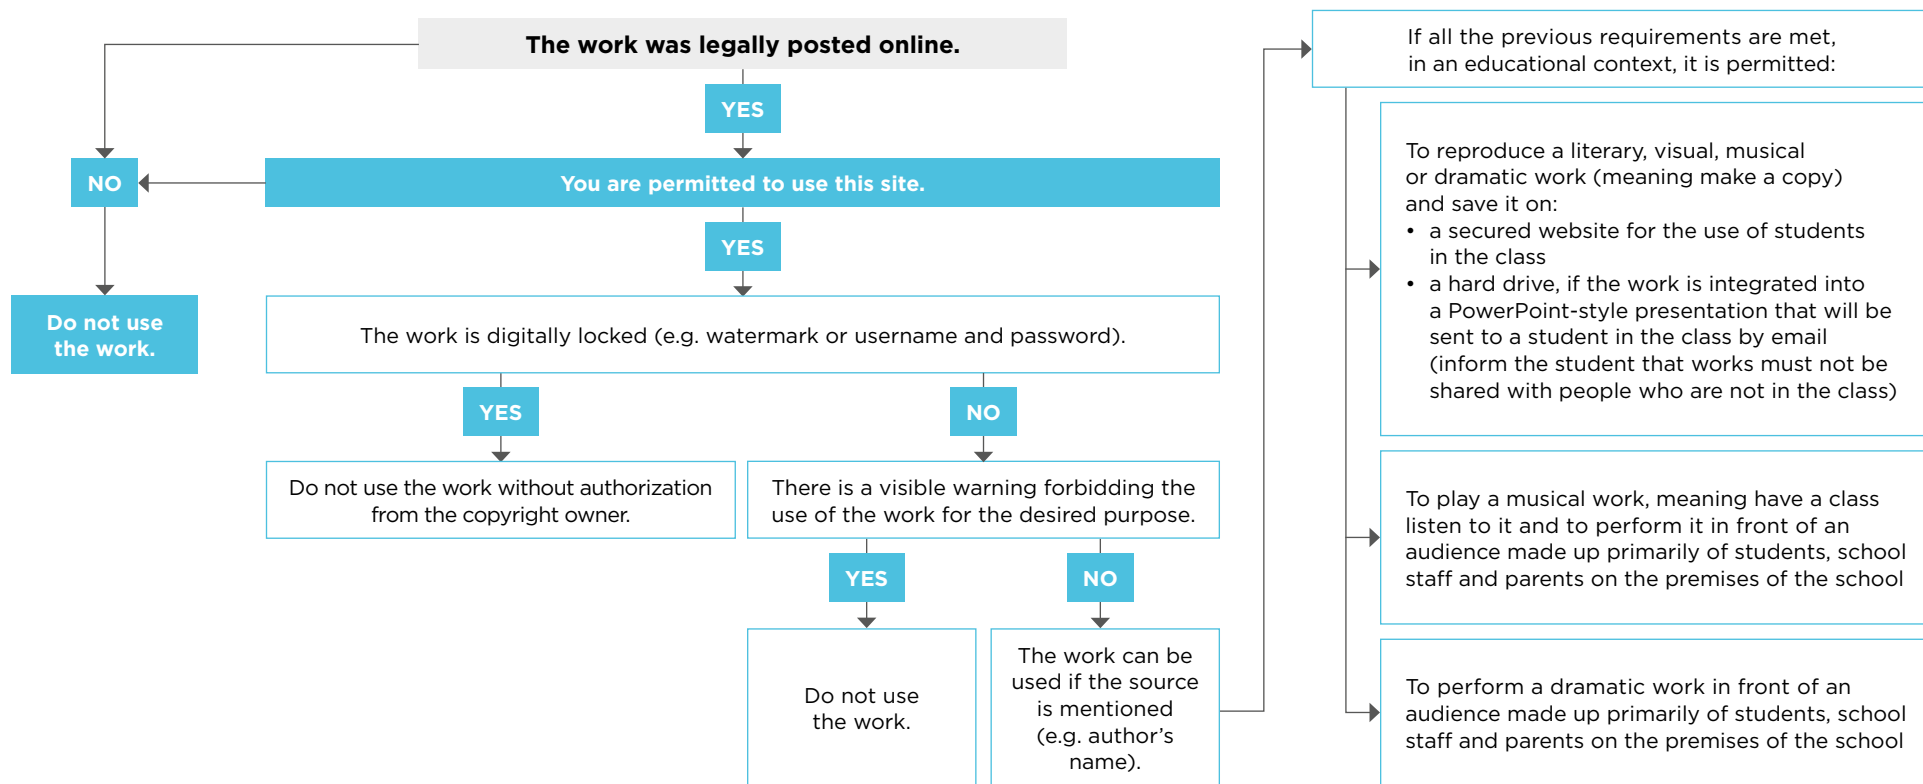 The work was legally posted online.
YES
NO
You are permitted to use this site.
YES
Do not use
the work.
The work is digitally locked (e.g. watermark or username and password).
YES
NO
Do not use the work without authorization
from the copyright owner.
There is a visible warning forbidding the
use of the work for the desired purpose.
YES
NO
Do not use
the work.
The work can be
used if the source
is mentioned
(e.g. author’s
name).
If all the previous requirements are met,
in an educational context, it is permitted:
To reproduce a literary, visual, musical
or dramatic work (meaning make a copy)
and save it on:
• a secured website for the use of students
in the class
• a hard drive, if the work is integrated into
a PowerPoint-style presentation that will be
sent to a student in the class by email
(inform the student that works must not be
shared with people who are not in the class)
To play a musical work, meaning have a class
listen to it and to perform it in front of an
audience made up primarily of students, school
staff and parents on the premises of the school
To perform a dramatic work in front of an
audience made up primarily of students, school
staff and parents on the premises of the school